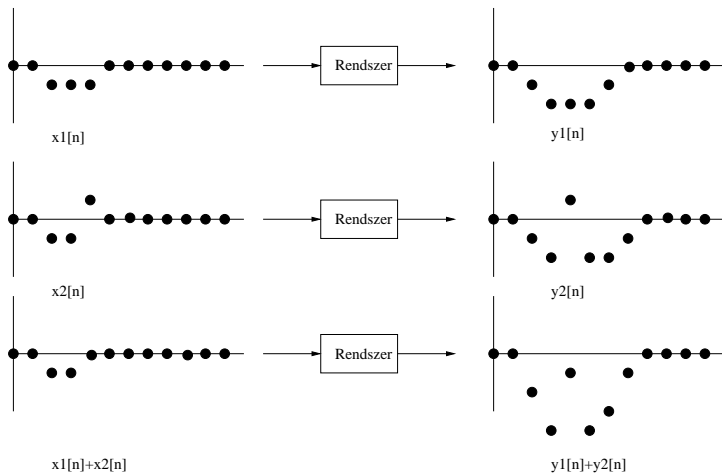 Rendszer
x1[n]
y1[n]
Rendszer
x2[n]
y2[n]
Rendszer
x1[n]+x2[n]
y1[n]+y2[n]